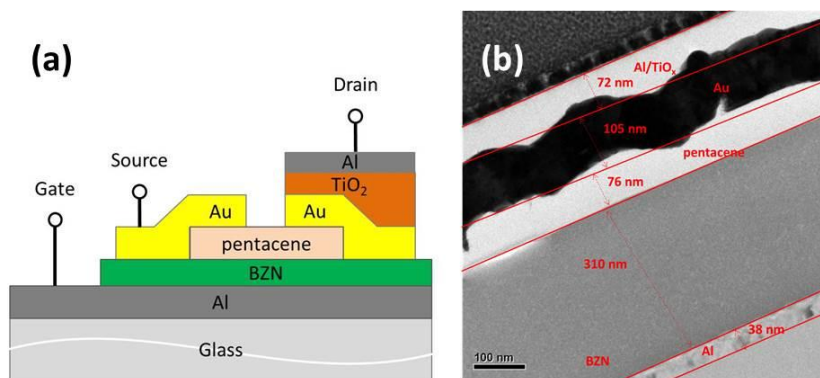 (a)
Drain
Source
Gate
Al
TiO2
Au
Au
pentacene
BZN
Al
Glass
(b)
Al/TiOx
72 nm
Au
105 nm
pentacene
76 nm
310 nm
38 nm
Al
BZN
100 nm